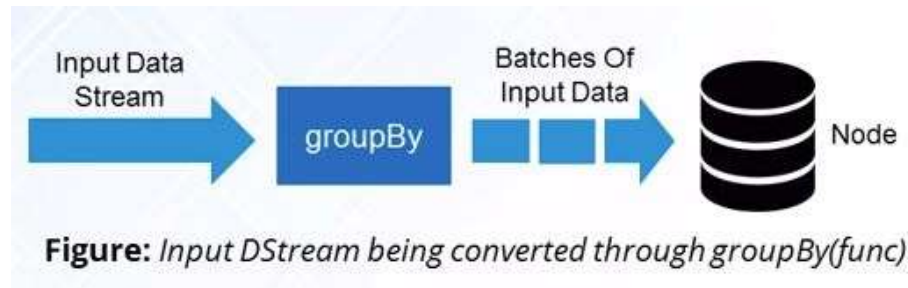 Input Data
Stream
groupBy
Batches Of
Input Data
Node
Figure: Input DStream being converted through groupBy(func)